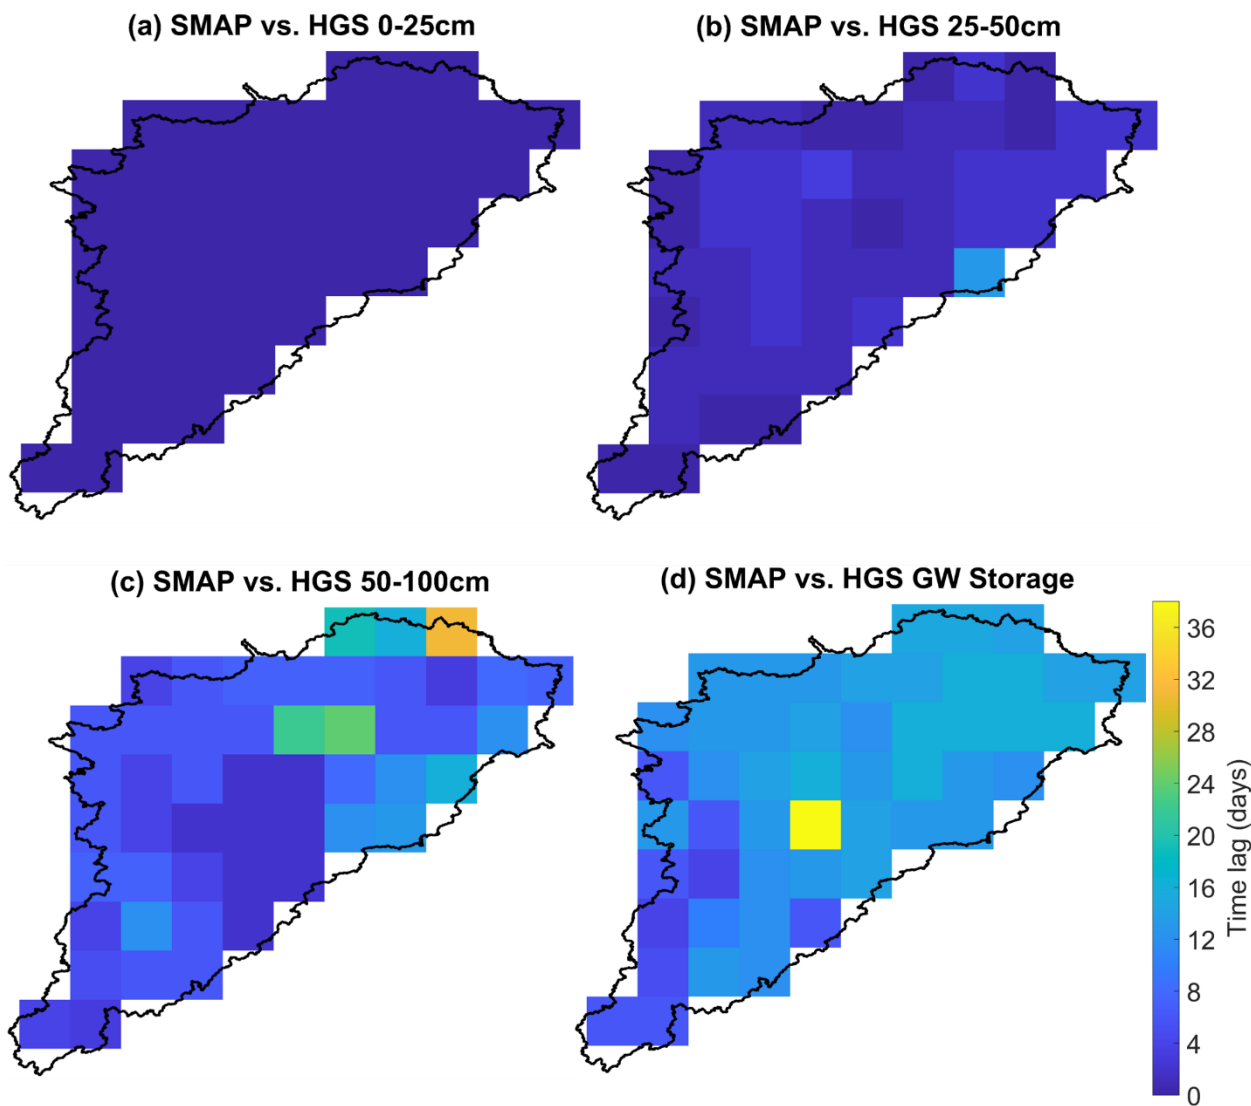 (a) SMAP vs. HGS 0-25cm
(b) SMAP vs. HGS 25-50cm
(c) SMAP vs. HGS 50-100cm
(d) SMAP vs. HGS GW Storage
36
32
28
24
20
16
12
8
4
0
Time lag (days)